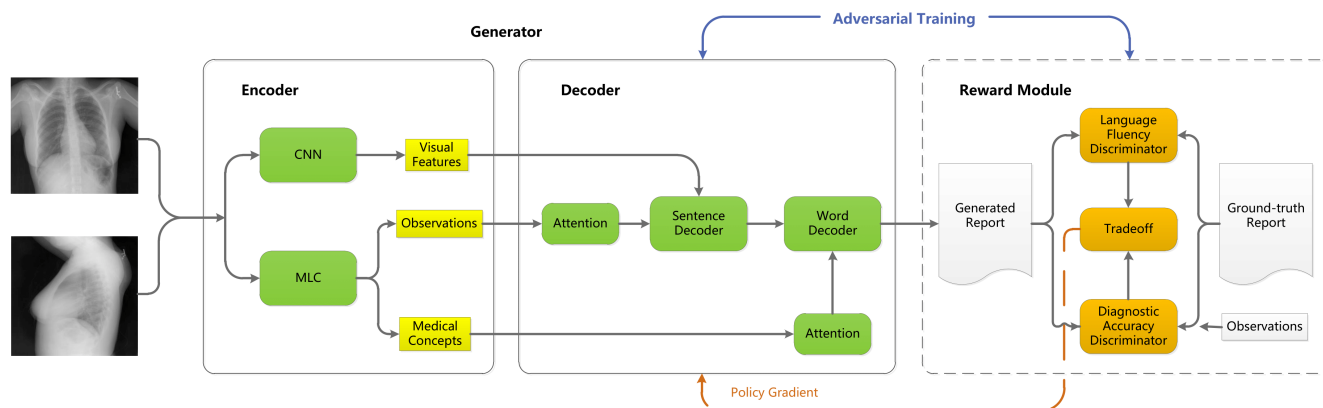 Adversarial Training
Generator
Encoder
Decoder
Reward Module
CNN
Visual
Features
Language
Fluency
Discriminator
Observations
Attention
Sentence
Decoder
Word
Decoder
Generated
Report
Tradeoff
Ground-truth
Report
MLC
Medical
Concepts
Attention
Diagnostic
Accuracy
Discriminator
Observations
Policy Gradient